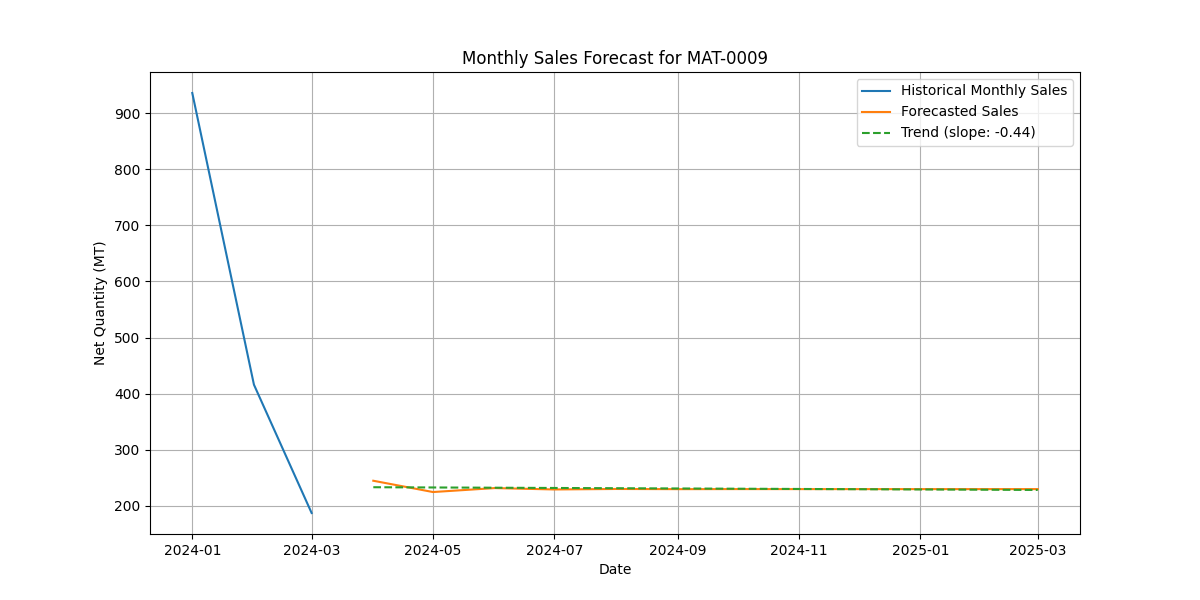 Monthly Sales Forecast for MAT-0009
Historical Monthly Sales
Forecasted Sales
Trend (slope: -0.44)
Net Quantity (MT)
900
800
700
600
500
400
300
200
2024-01 2024-03 2024-05 2024-07 2024-09 2024-11 2025-01 2025-03
Date